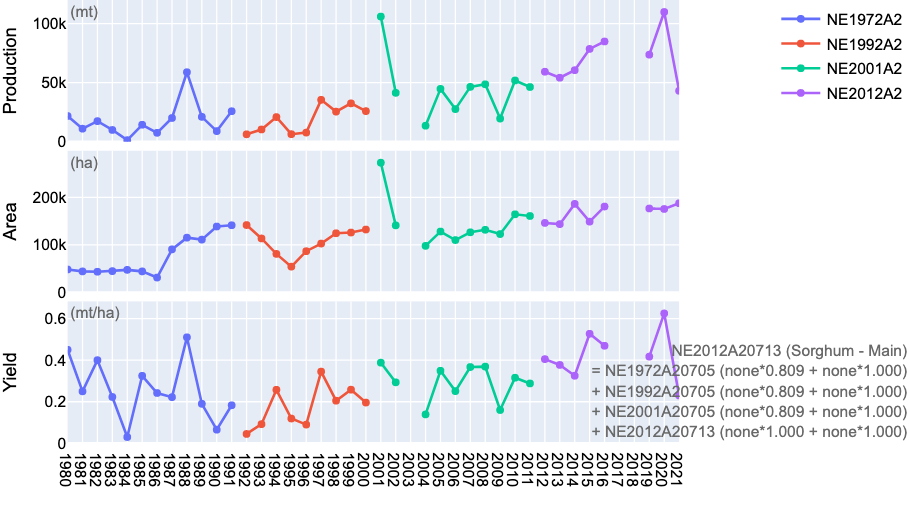 (mt)
100k
50k
0
Production
NE1972A2
NE1992A2
NE2001A2
NE2012A2
(ha)
200k
100k
0
Area
(mt/ha)
0.6
0.4
0.2
0
Yield
NE2012A20713 (Sorghum - Main)
= NE1972A20705 (none*0.809 + none*1.000)
+ NE1992A20705 (none*0.809 + none*1.000)
+ NE2001A20705 (none*0.809 + none*1.000)
+ NE2012A20713 (none*1.000 + none*1.000)
1980
1981
1982
1983
1984
1985
1986
1987
1988
1989
1990
1991
1992
1993
1994
1995
1996
1997
1998
1999
2000
2001
2002
2003
2004
2005
2006
2007
2008
2009
2010
2011
2012
2013
2014
2015
2016
2017
2018
2019
2020
2021